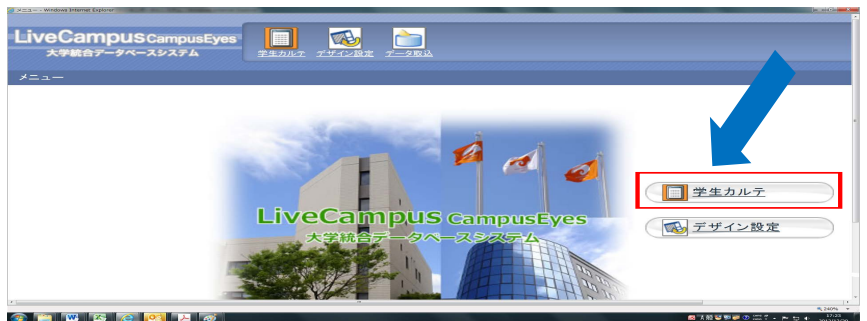 メニュー - Windows Internet Explorer
LiveCampus CampusEyes
大学統合データベースシステム
学生カルテ デザイン設定 データ取込
メニュー
LiveCampus CampusEyes
大学統合データベースシステム
学生カルテ
デザイン設定
240%
17:23